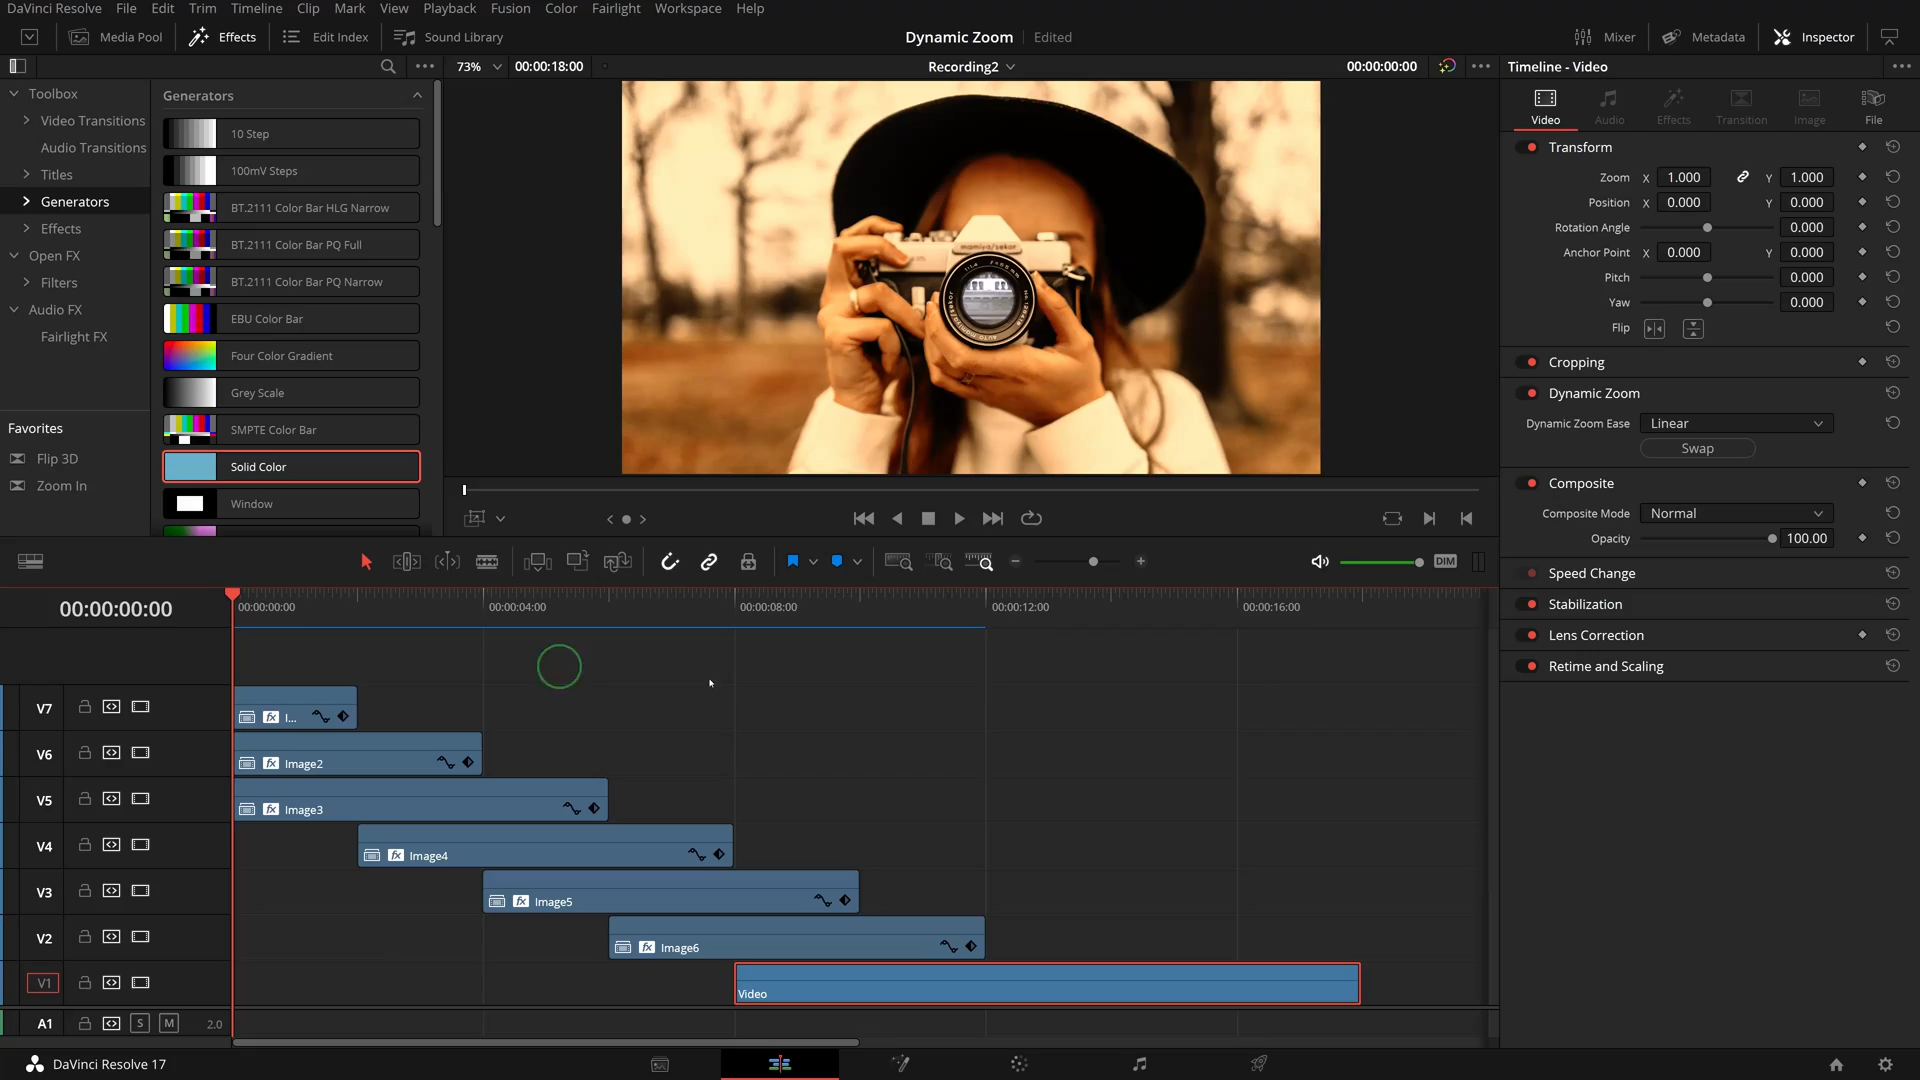 DaVinci Resolve File Edit Trim Timeline Clip Mark View Playback Fusion Color Fairlight Workspace Help
Media Pool Effects Edit Index Sound Library Dynamic Zoom Edited Mixer Metadata Inspector
73% 00:00:18:00 Recording2 00:00:00:00 Timeline - Video
Toolbox
Video Transitions
Audio Transitions
Titles
Generators
Effects
Open FX
Filters
Audio FX
Fairlight FX
Favorites
Flip 3D
Zoom In
Generators
10 Step
100mV Steps
BT.2111 Color Bar HLG Narrow
BT.2111 Color Bar PQ Full
BT.2111 Color Bar PQ Narrow
EBU Color Bar
Four Color Gradient
Grey Scale
SMPTE Color Bar
Solid Color
Window
mamiya/sekor
Video Audio Effects Transition Image File
Transform
Zoom X 1.000 Y 1.000
Position X 0.000 Y 0.000
Rotation Angle 0.000
Anchor Point X 0.000 Y 0.000
Pitch 0.000
Yaw 0.000
Flip
Cropping
Dynamic Zoom
Dynamic Zoom Ease Linear
Swap
Composite
Composite Mode Normal
Opacity 100.00
Speed Change
Stabilization
Lens Correction
Retime and Scaling
DIM
00:00:00:00 00:00:00:00 00:00:04:00 00:00:08:00 00:00:12:00 00:00:16:00
V7 fx I...
V6 fx Image2
V5 fx Image3
V4 fx Image4
V3 fx Image5
V2 fx Image6
V1 Video
A1 S M 2.0
DaVinci Resolve 17